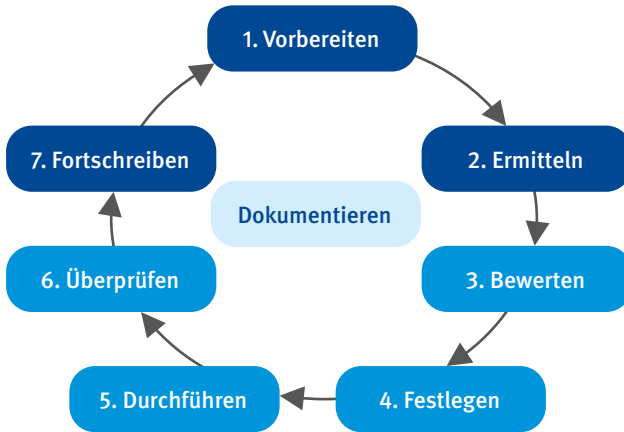 1. Vorbereiten
2. Ermitteln
3. Bewerten
4. Festlegen
5. Durchführen
6. Überprüfen
7. Fortschreiben
Dokumentieren